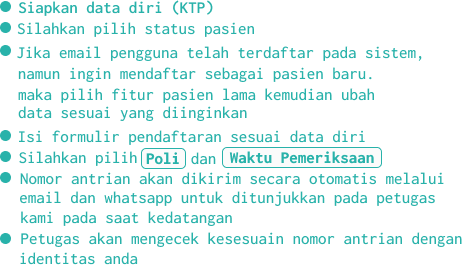 Siapkan data diri (KTP)
Silahkan pilih status pasien
Jika email pengguna telah terdaftar pada sistem,
namun ingin mendaftar sebagai pasien baru.
maka pilih fitur pasien lama kemudian ubah
data sesuai yang diinginkan
Isi formulir pendaftaran sesuai data diri
Silahkan pilih Poli dan Waktu Pemeriksaan
Nomor antrian akan dikirim secara otomatis melalui
email dan whatsapp untuk ditunjukkan pada petugas
kami pada saat kedatangan
Petugas akan mengecek kesesuain nomor antrian dengan
identitas anda